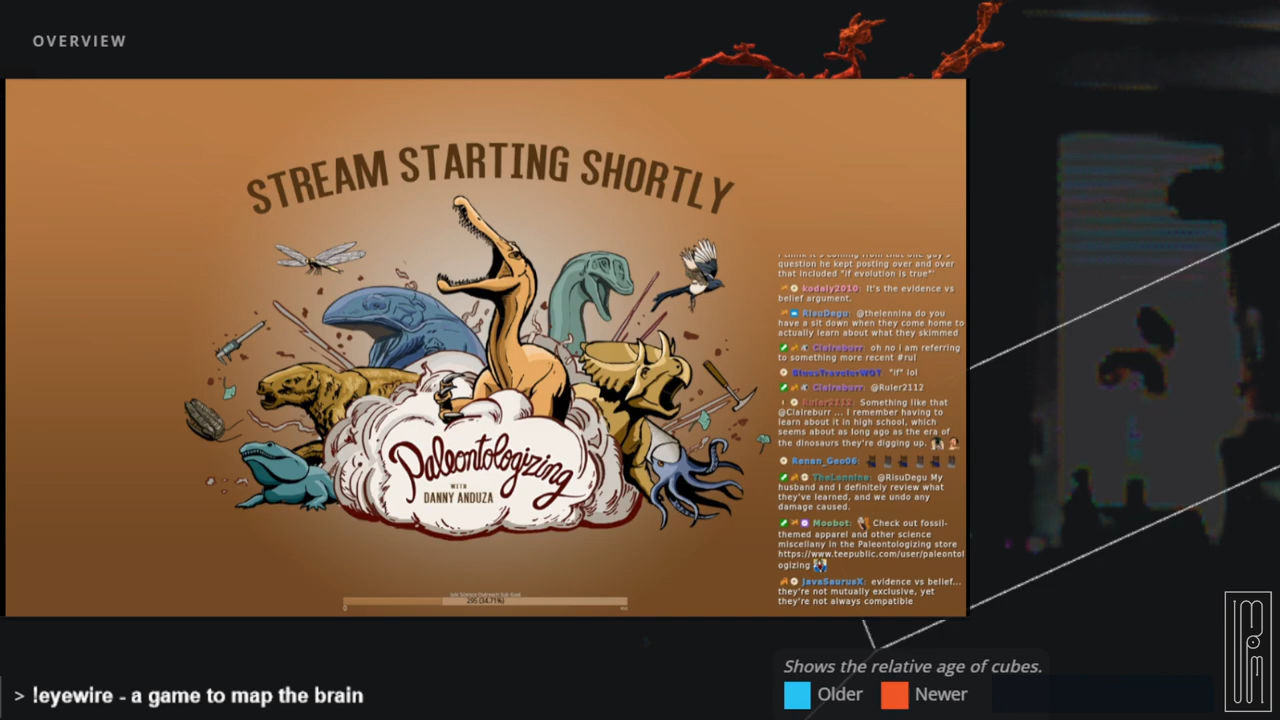 OVERVIEW
STREAM STARTING SHORTLY
question he kept posting over and over
that included "if evolution is true"
kodaly2010: It's the evidence vs
belief argument.
RisuDegu: @thelennina do you
have a sit down when they come home to
actually learn about what they skimmed
Claireburr: oh no i am referring
to something more recent #rul
BluesTravelerWOT "if" lol
Claireburr: @Ruler2112
Ruler2112: Something like that
@Claireburr ... I remember having to
learn about it in high school, which
seems about as long ago as the era of
the dinosaurs they're digging up.
Renan_Geo06:
TheLennina: @RisuDegu My
husband and I definitely review what
they've learned, and we undo any
damage caused.
Moobot: Check out fossil-
themed apparel and other science
miscellany in the Paleontologizing store
https://www.teepublic.com/user/paleontol
ogizing
JavaSaurusX: evidence vs belief...
they're not mutually exclusive, yet
they're not always compatible
Paleontologizing
WITH
DANNY ANDUZA
0
Shows the relative age of cubes.
Older
Newer
> !eyewire - a game to map the brain